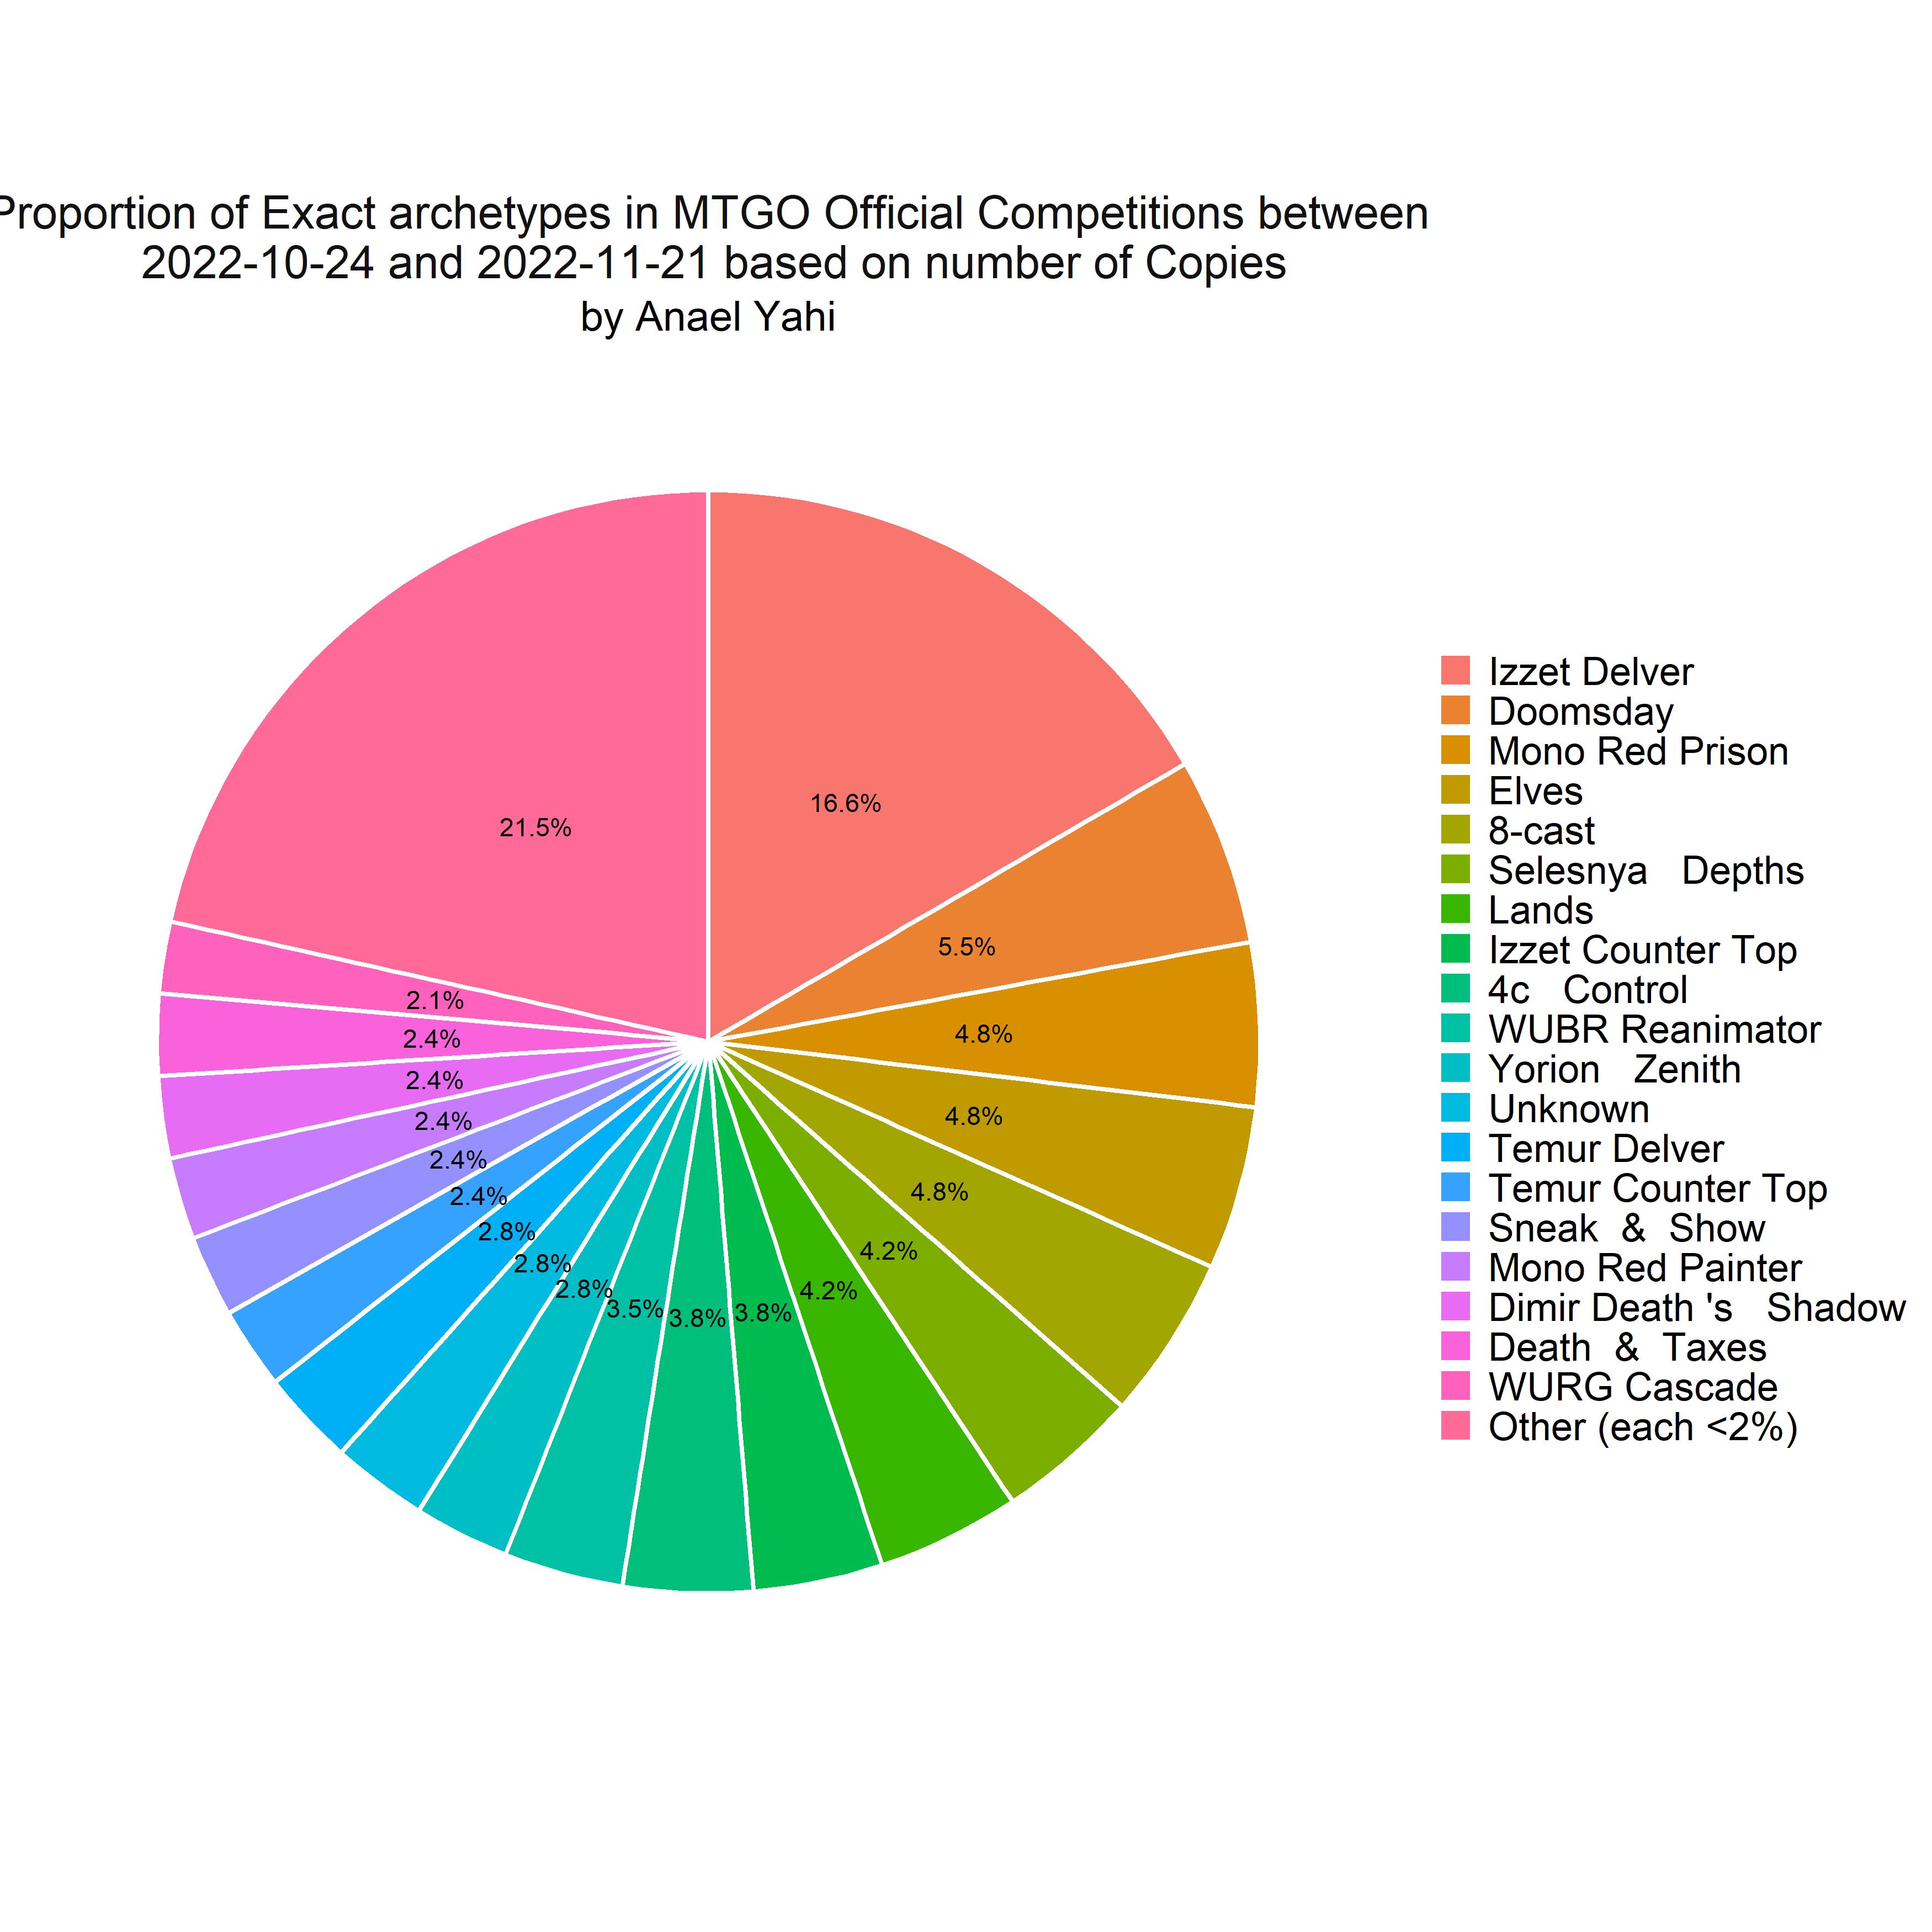 Proportion of Exact archetypes in MTGO Official Competitions between
2022-10-24 and 2022-11-21 based on number of Copies
by Anael Yahi
16.6%
5.5%
4.8%
4.8%
4.8%
4.2%
4.2%
3.8%
3.8%
3.5%
2.8%
2.8%
2.8%
2.4%
2.4%
2.4%
2.4%
2.4%
2.1%
21.5%
Izzet Delver
Doomsday
Mono Red Prison
Elves
8-cast
Selesnya Depths
Lands
Izzet Counter Top
4c Control
WUBR Reanimator
Yorion Zenith
Unknown
Temur Delver
Temur Counter Top
Sneak & Show
Mono Red Painter
Dimir Death 's Shadow
Death & Taxes
WURG Cascade
Other (each <2%)